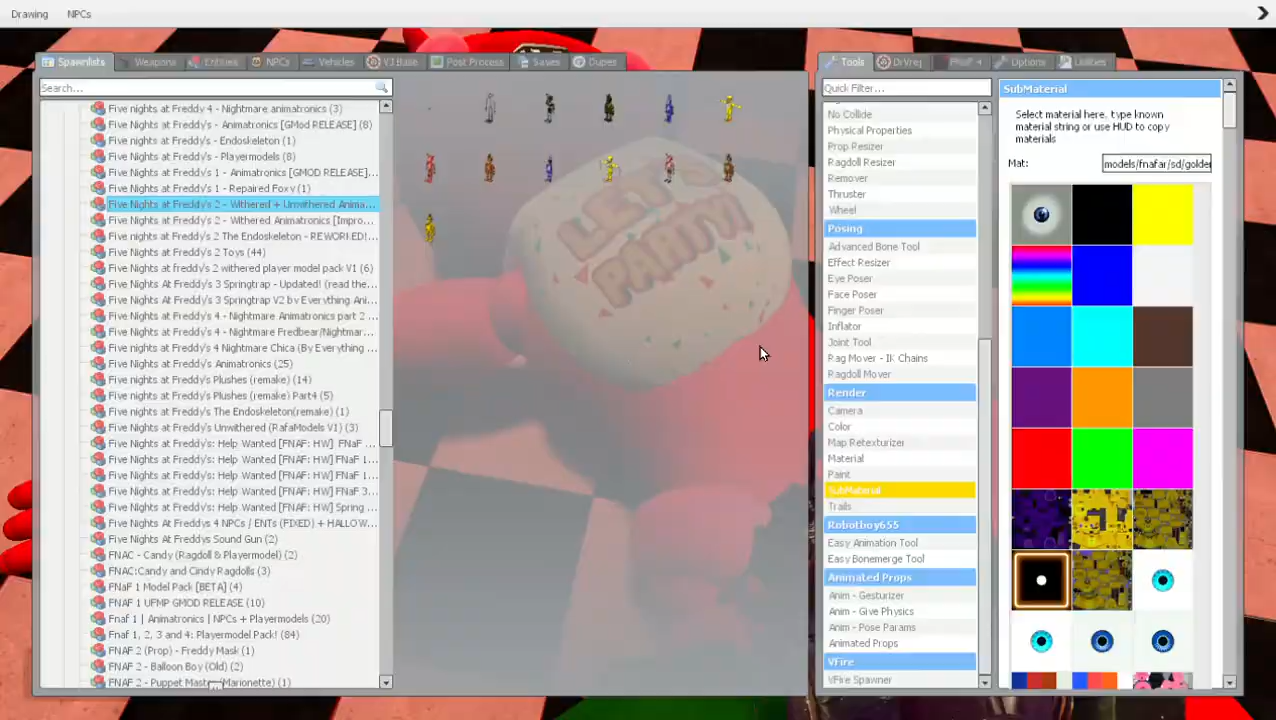 Drawing NPCs
Spawnlists Weapons Entities NPCs Vehicles VJ Base Post Process Saves Dupes
Search...
Five nights at Freddy 4 - Nightmare animatronics (3)
Five Nights at Freddy's - Animatronics [GMod RELEASE] (8)
Five nights at Freddy's - Endoskeleton (1)
Five Nights at Freddy's - Playermodels (8)
Five Nights at Freddy's 1 - Animatronics [GMOD RELEASE]...
Five Nights at Freddy's 1 - Repaired Foxy (1)
Five Nights at Freddy's 2 - Withered + Unwithered Anima...
Five Nights at Freddy's 2 - Withered Animatronics [Impro...
Five Nights at Freddy's 2 The Endoskeleton - REWORKED!...
Five Nights at Freddy's 2 Toys (44)
Five Nights at freddy's 2 withered player model pack V1 (6)
Five Nights At Freddy's 3 Springtrap - Updated! (read the...
Five Nights at Freddy's 3 Springtrap V2 by Everything Ani...
Five Nights at Freddy's 4 - Nightmare Animatronics part 2 ...
Five Nights at Freddy's 4 - Nightmare Fredbear/Nightmar...
Five Nights at Freddy's 4 Nightmare Chica (By Everything ...
Five Nights at Freddy's Animatronics (25)
Five Nights at Freddy's Plushes (remake) (14)
Five Nights at Freddy's Plushes (remake) Part4 (5)
Five nights at Freddy's The Endoskeleton(remake) (1)
Five Nights at Freddy's Unwithered (RafaModels V1) (3)
Five Nights at Freddy's: Help Wanted [FNAF: HW] FNaF ...
Five Nights at Freddy's: Help Wanted [FNAF: HW] FNaF 1...
Five Nights at Freddy's: Help Wanted [FNAF: HW] FNaF 1...
Five Nights at Freddy's: Help Wanted [FNAF: HW] FNaF 3...
Five Nights at Freddy's: Help Wanted [FNAF: HW] Spring ...
Five Nights At Freddys 4 NPCs / ENTs (FIXED) + HALLOW...
Five Nights At Freddys Sound Gun (2)
FNAC - Candy (Ragdoll & Playermodel) (2)
FNAC:Candy and Cindy Ragdolls (3)
FNAF 1 Model Pack [BETA] (4)
FNAF 1 UFMP GMOD RELEASE (10)
Fnaf 1 | Animatronics | NPCs + Playermodels (20)
Fnaf 1, 2, 3 and 4: Playermodel Pack! (84)
FNAF 2 (Prop) - Freddy Mask (1)
FNAF 2 - Balloon Boy (Old) (2)
FNAF 2 - Puppet Master (Marionette) (1)
Tools Options Utilities
Quick Filter...
No Collide
Physical Properties
Prop Resizer
Ragdoll Resizer
Remover
Thruster
Wheel
Posing
Advanced Bone Tool
Effect Resizer
Eye Poser
Face Poser
Finger Poser
Inflator
Joint Tool
Rag Mover - IK Chains
Ragdoll Mover
Render
Camera
Color
Map Retexturizer
Material
Paint
SubMaterial
Trails
Robotboy655
Easy Animation Tool
Easy Bonemerge Tool
Animated Props
Anim - Gesturizer
Anim - Give Physics
Anim - Pose Params
Animated Props
VFire
VFire Spawner
SubMaterial
Select material here, type known
material string or use HUD to copy
materials
Mat: models/fnafar/sd/golder